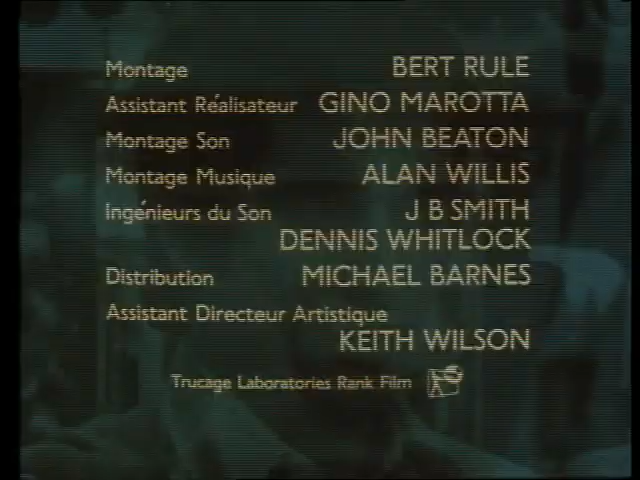 Montage BERT RULE
Assistant Réalisateur GINO MAROTTA
Montage Son JOHN BEATON
Montage Musique ALAN WILLIS
Ingénieurs du Son J B SMITH
DENNIS WHITLOCK
Distribution MICHAEL BARNES
Assistant Directeur Artistique
KEITH WILSON
Trucage Laboratories Rank Film